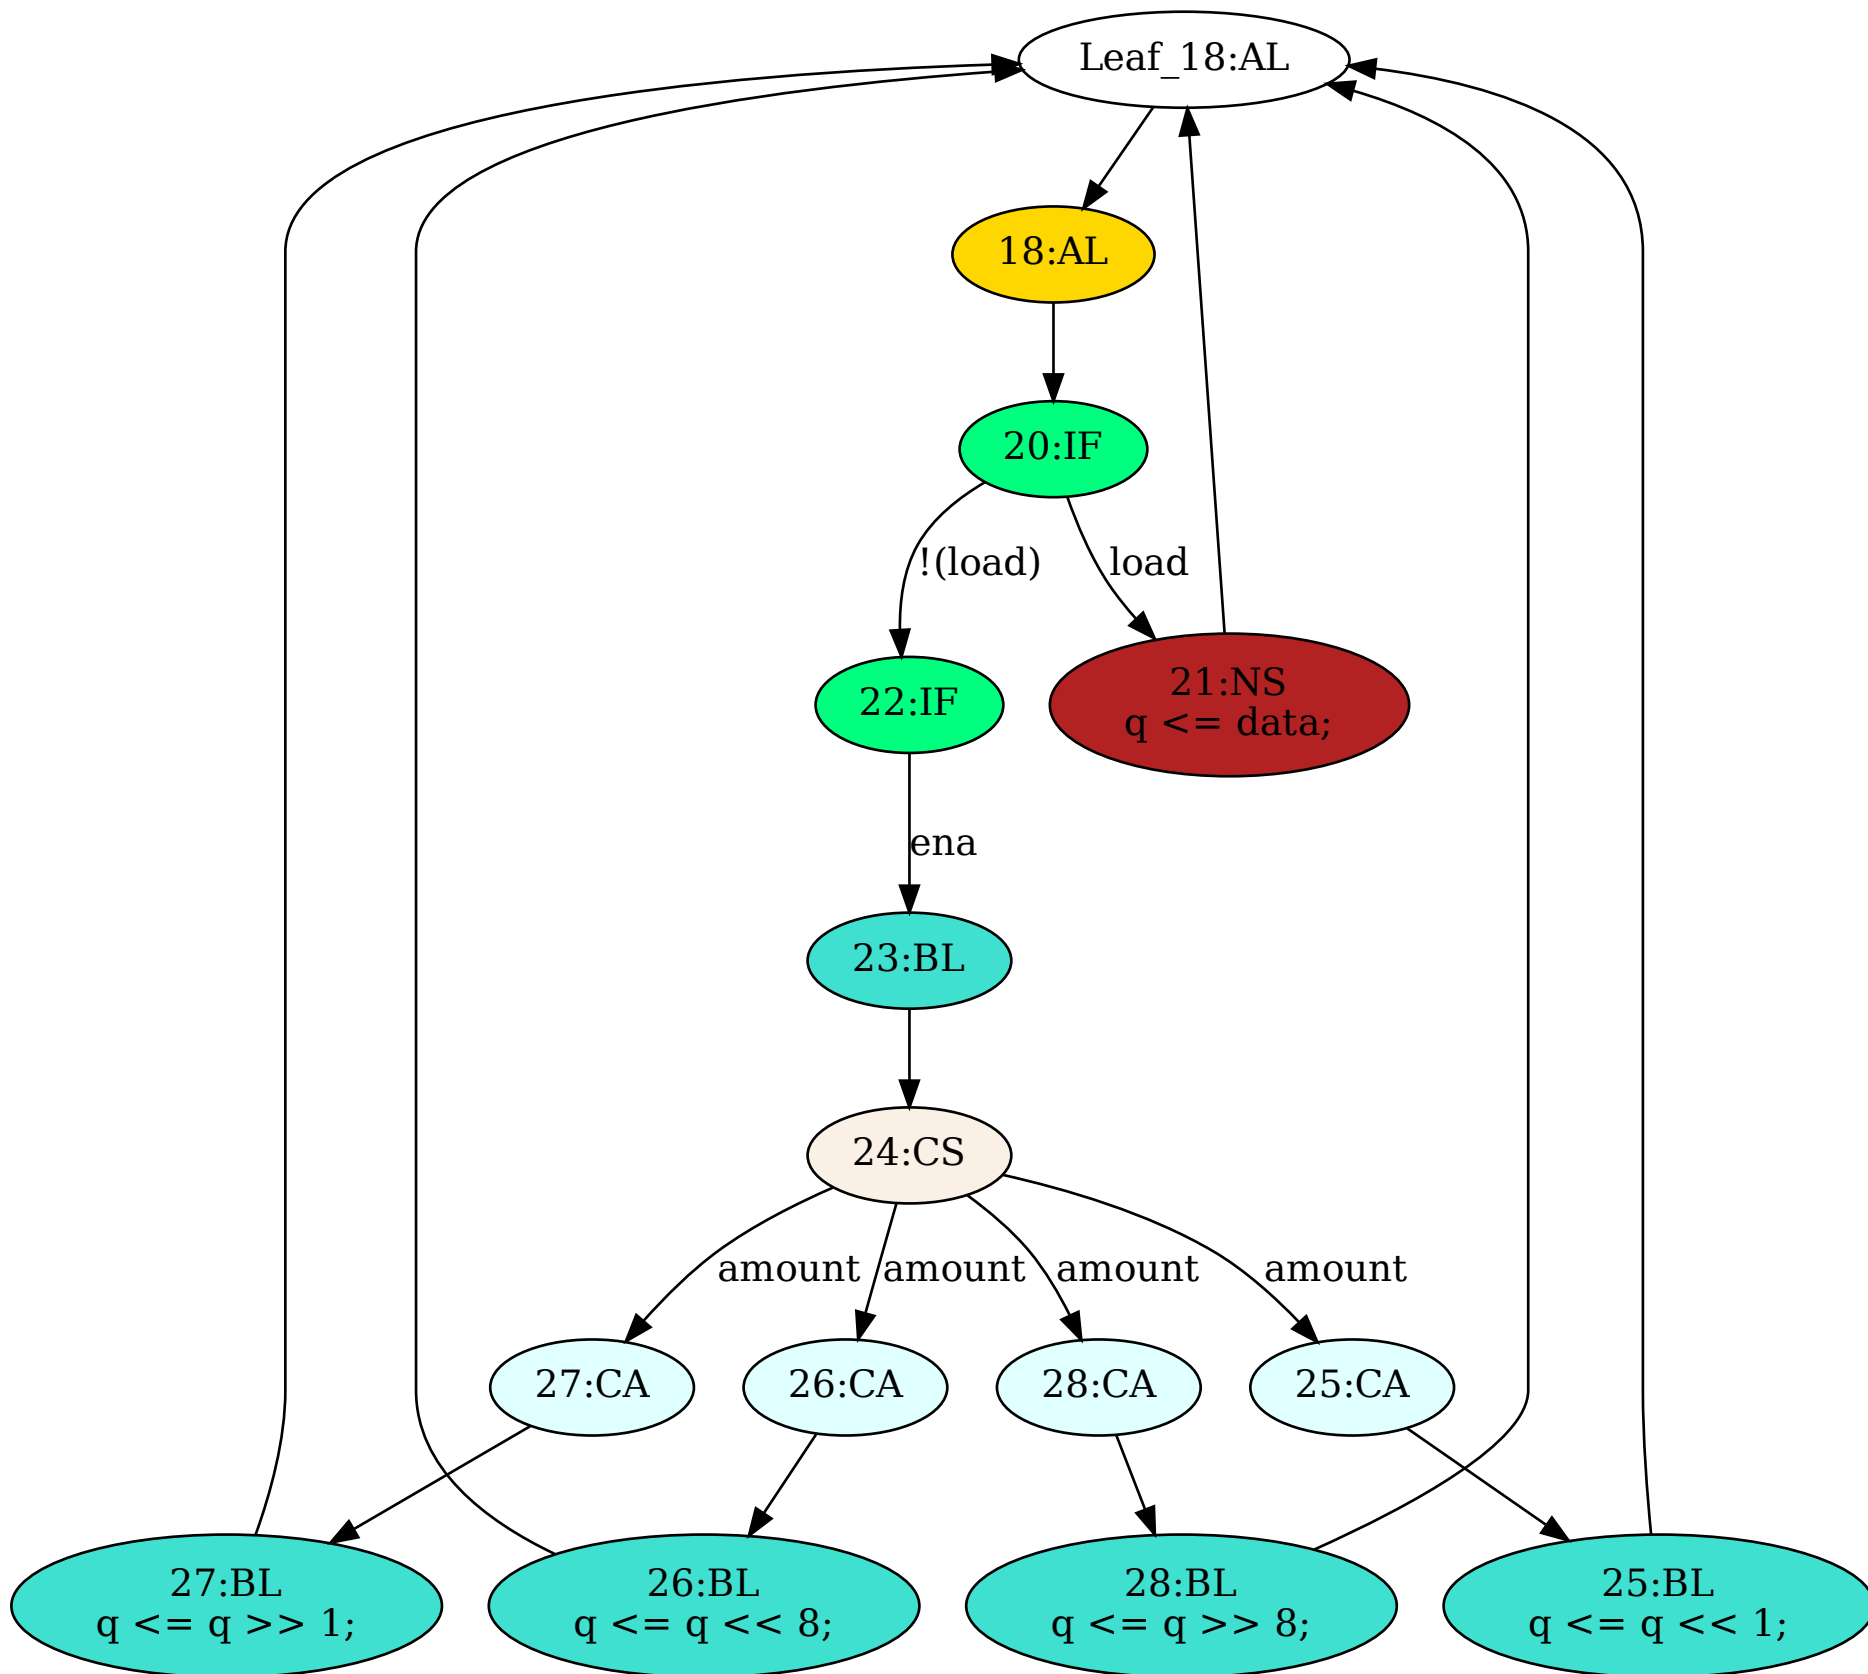 Leaf_18:AL
18:AL
20:IF
!(load)
load
22:IF
21:NS
q <= data;
ena
23:BL
24:CS
amount
amount
amount
amount
27:CA
26:CA
28:CA
25:CA
27:BL
q <= q >> 1;
26:BL
q <= q << 8;
28:BL
q <= q >> 8;
25:BL
q <= q << 1;